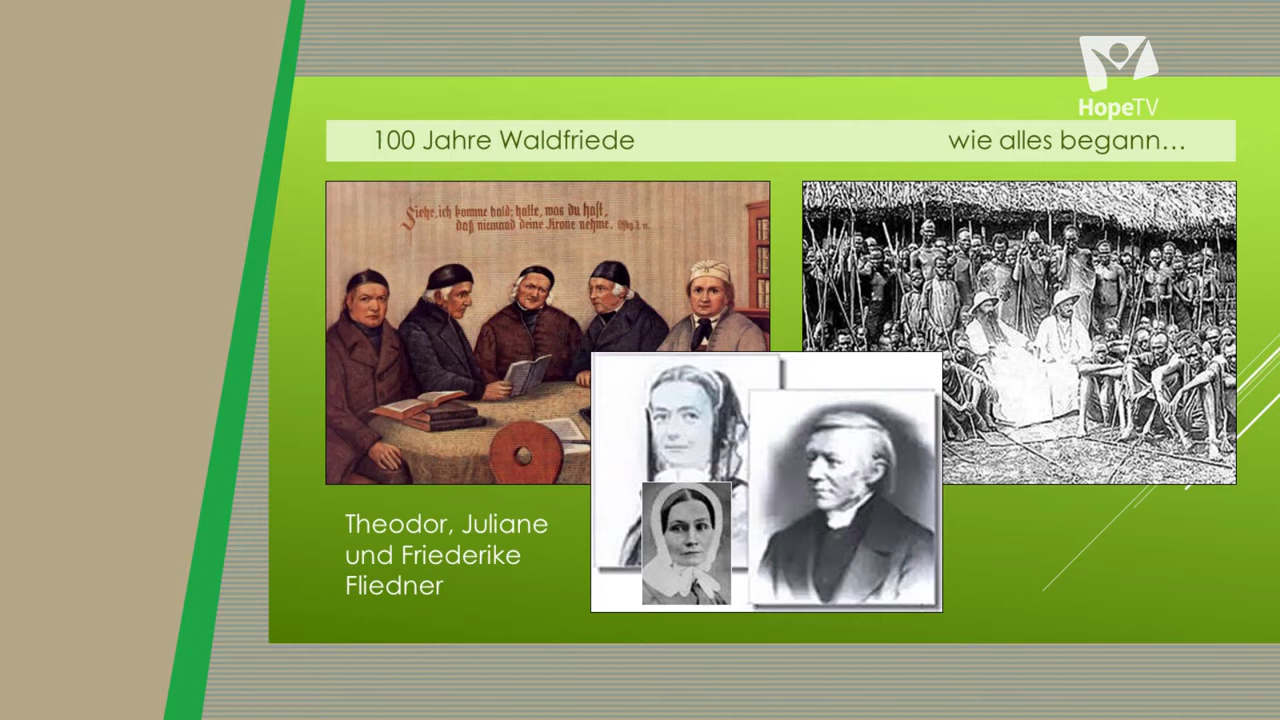 HopeTV
100 Jahre Waldfriede wie alles begann...
Siehe, ich komme bald; halte, was du hast,
daß niemand deine Krone nehme.
Theodor, Juliane
und Friederike
Fliedner